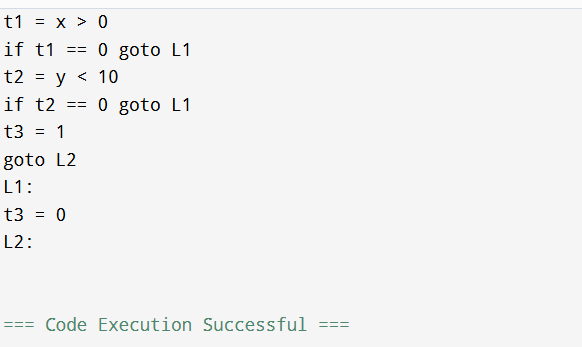 t1 = x > 0
if t1 == 0 goto L1
t2 = y < 10
if t2 == 0 goto L1
t3 = 1
goto L2
L1:
t3 = 0
L2:
=== Code Execution Successful ===